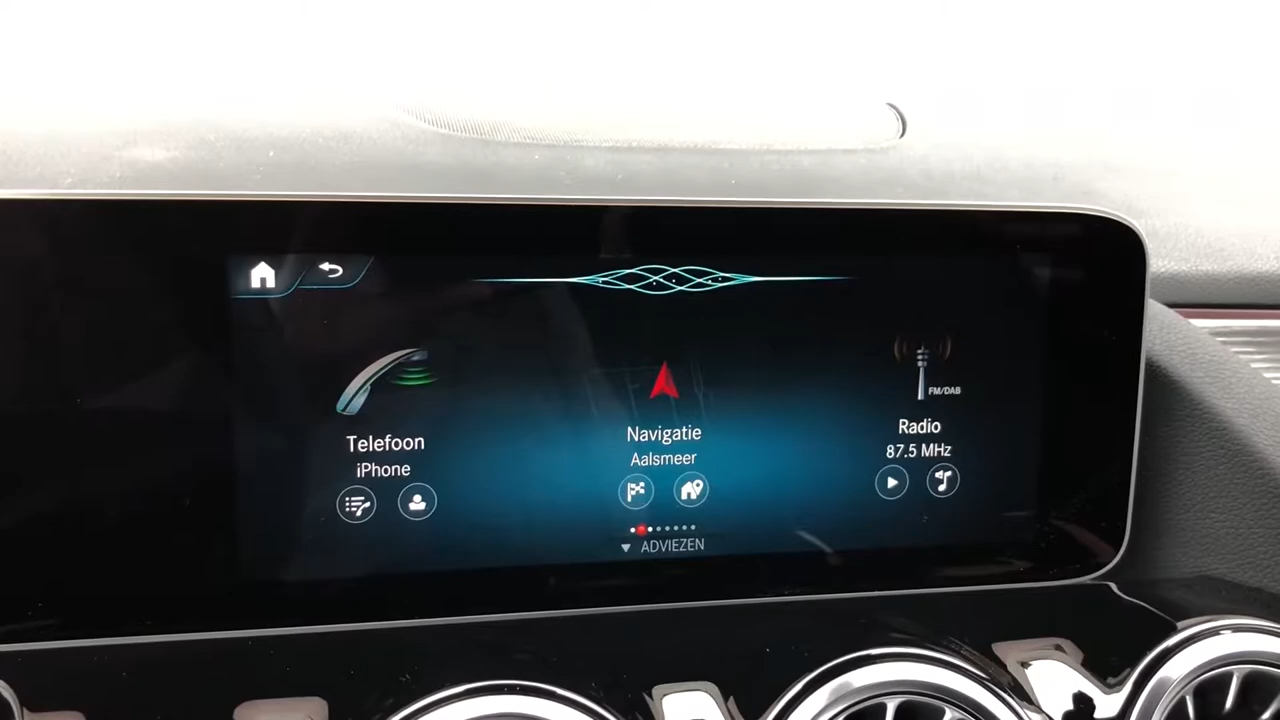 Telefoon
iPhone
Navigatie
Aalsmeer
FM/DAB
Radio
87.5 MHz
ADVIEZEN